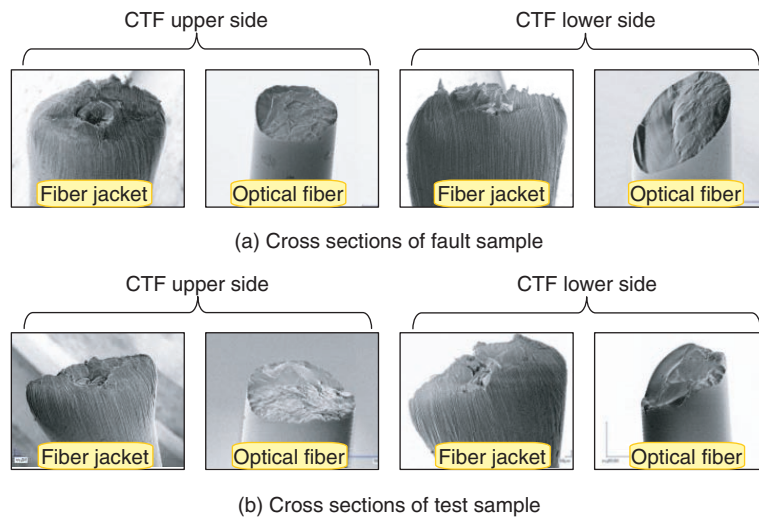 CTF upper side
CTF lower side
Fiber jacket
Optical fiber
Fiber jacket
Optical fiber
(a) Cross sections of fault sample
CTF upper side
CTF lower side
Fiber jacket
Optical fiber
Fiber jacket
Optical fiber
(b) Cross sections of test sample